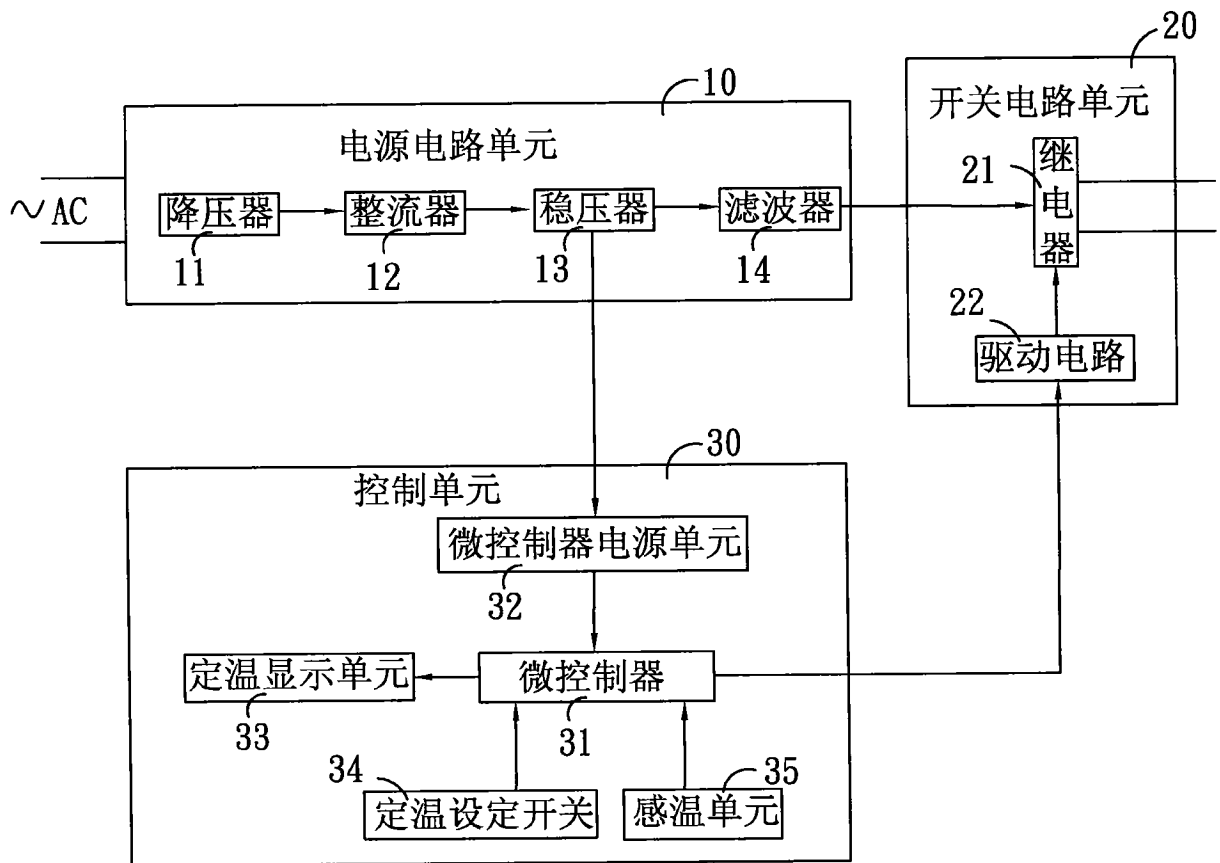 20
10
开关电路单元
电源电路单元
继电器
21
~AC
降压器
整流器
稳压器
滤波器
11
12
13
14
22
驱动电路
30
控制单元
微控制器电源单元
32
定温显示单元
微控制器
33
31
34
35
定温设定开关
感温单元